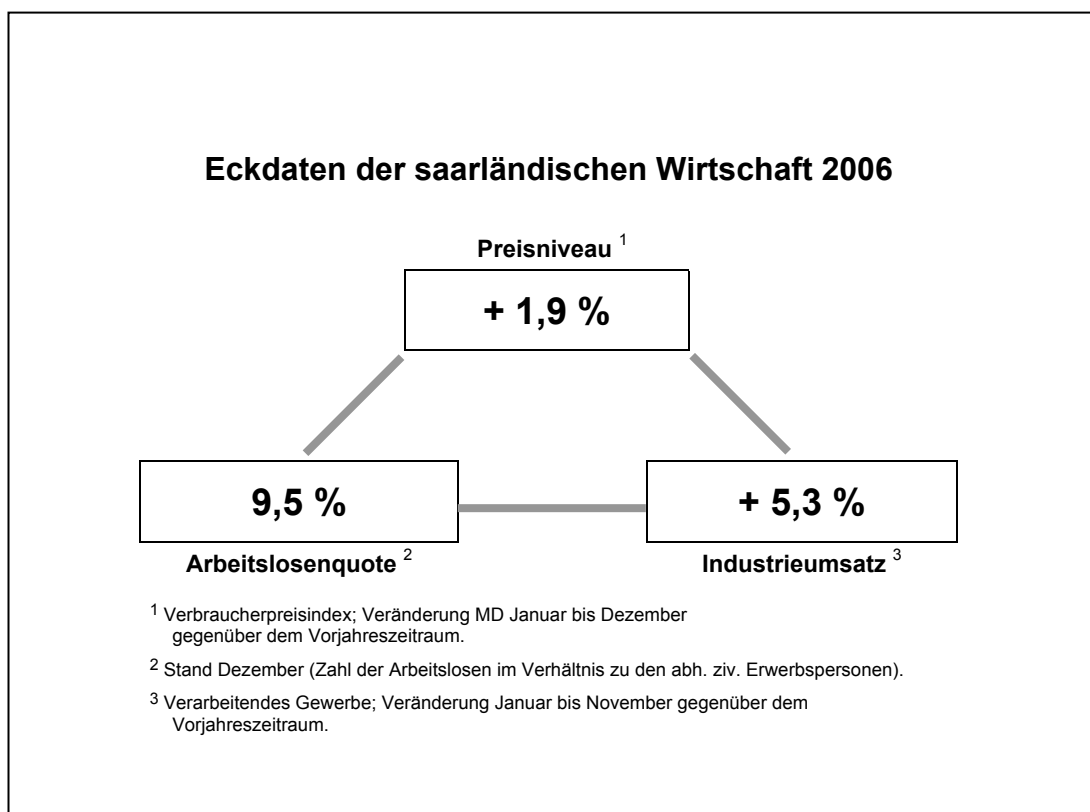 Eckdaten der saarländischen Wirtschaft 2006
Preisniveau ¹
+ 1,9 %
9,5 %
Arbeitslosenquote ²
+ 5,3 %
Industrieumsatz ³
¹ Verbraucherpreisindex; Veränderung MD Januar bis Dezember
gegenüber dem Vorjahreszeitraum.
² Stand Dezember (Zahl der Arbeitslosen im Verhältnis zu den abh. ziv. Erwerbspersonen).
³ Verarbeitendes Gewerbe; Veränderung Januar bis November gegenüber dem
Vorjahreszeitraum.